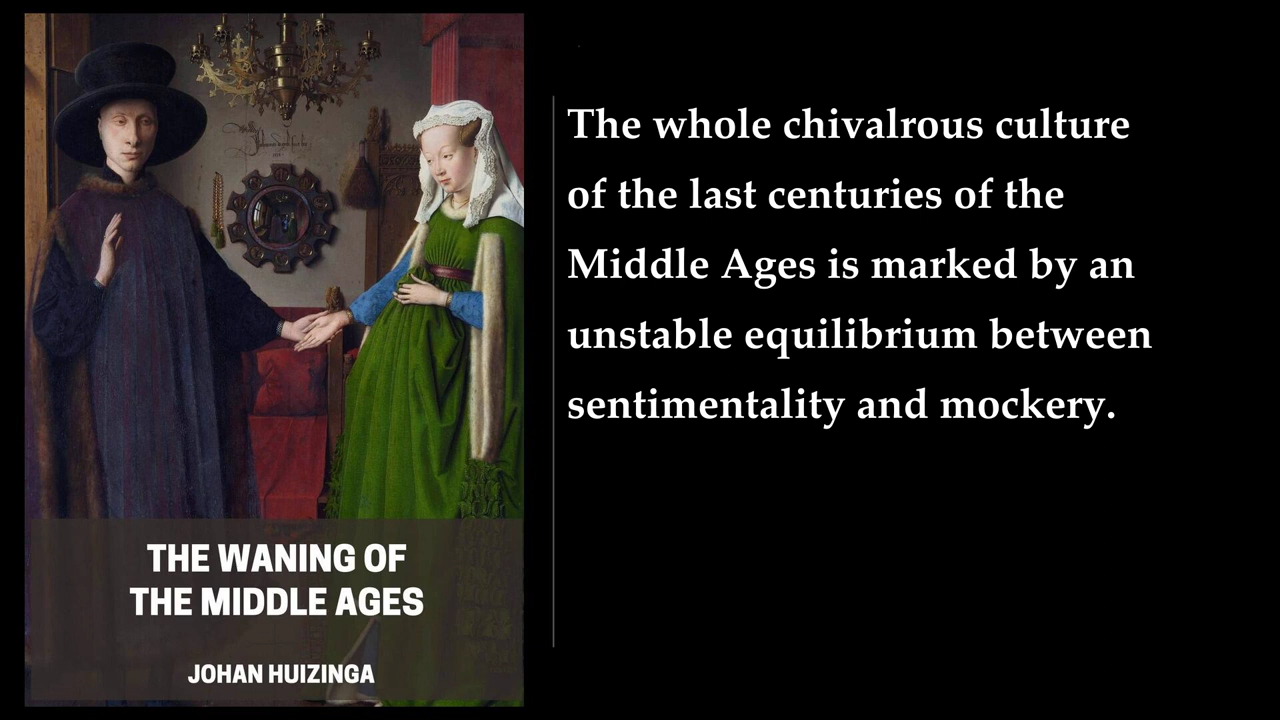 THE WANING OF
THE MIDDLE AGES
JOHAN HUIZINGA
The whole chivalrous culture
of the last centuries of the
Middle Ages is marked by an
unstable equilibrium between
sentimentality and mockery.